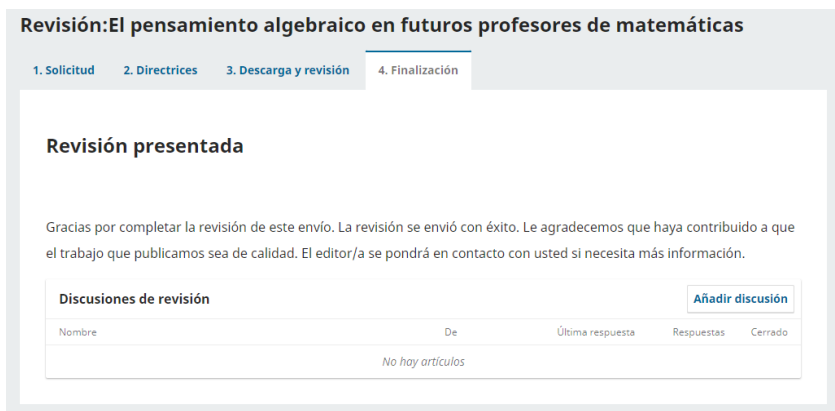 Revisión:El pensamiento algebraico en futuros profesores de matemáticas
1. Solicitud 2. Directrices 3. Descarga y revisión 4. Finalización
Revisión presentada
Gracias por completar la revisión de este envío. La revisión se envió con éxito. Le agradecemos que haya contribuido a que
el trabajo que publicamos sea de calidad. El editor/a se pondrá en contacto con usted si necesita más información.
Discusiones de revisión Añadir discusión
Nombre De Última respuesta Respuestas Cerrado
No hay artículos